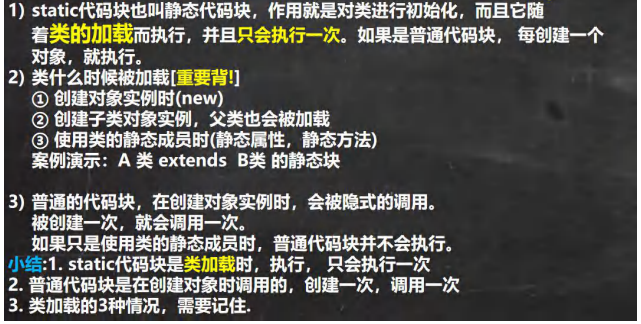 1) static代码块也叫静态代码块，作用就是对类进行初始化，而且它随
着类的加载而执行，并且只会执行一次。如果是普通代码块， 每创建一个
对象，就执行。
2) 类什么时候被加载[重要背!]
① 创建对象实例时(new)
② 创建子类对象实例，父类也会被加载
③ 使用类的静态成员时(静态属性，静态方法)
案例演示：A 类 extends B类 的静态块
3) 普通的代码块，在创建对象实例时，会被隐式的调用。
被创建一次，就会调用一次。
如果只是使用类的静态成员时，普通代码块并不会执行。
小结:1. static代码块是类加载时，执行， 只会执行一次
2. 普通代码块是在创建对象时调用的，创建一次，调用一次
3. 类加载的3种情况，需要记住.